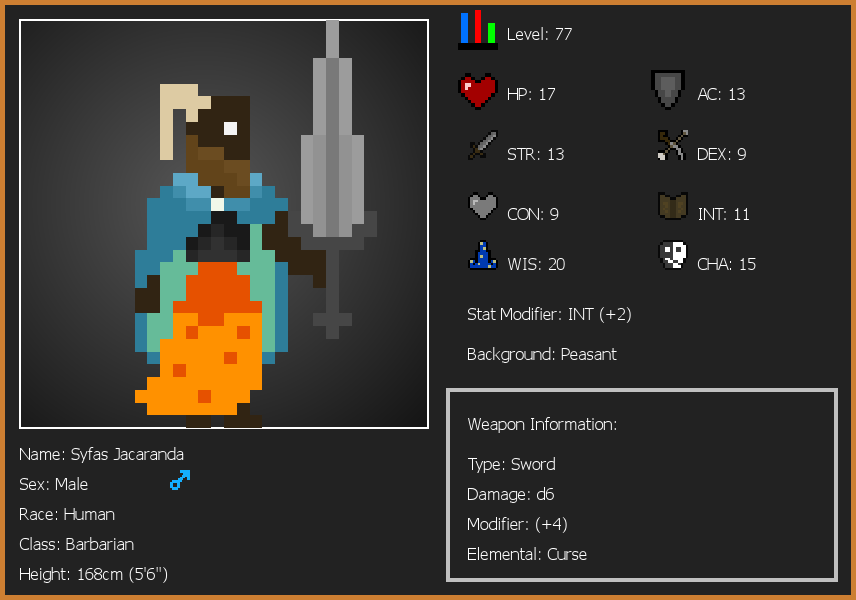 Level: 77
HP: 17
AC: 13
STR: 13
DEX: 9
CON: 9
INT: 11
WIS: 20
CHA: 15
Stat Modifier: INT (+2)
Background: Peasant
Weapon Information:
Type: Sword
Damage: d6
Modifier: (+4)
Elemental: Curse
Name: Syfas Jacaranda
Sex: Male
Race: Human
Class: Barbarian
Height: 168cm (5'6")